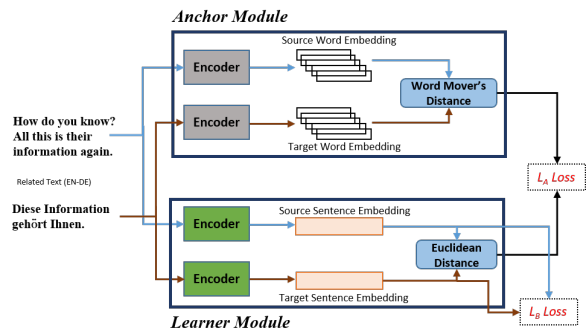 Anchor Module
Source Word Embedding
Encoder
Word Mover's
Distance
Encoder
Target Word Embedding
How do you know?
All this is their
information again.
Related Text (EN-DE)
Diese Information
gehört Ihnen.
L_A Loss
Source Sentence Embedding
Encoder
Euclidean
Distance
Encoder
Target Sentence Embedding
L_B Loss
Learner Module